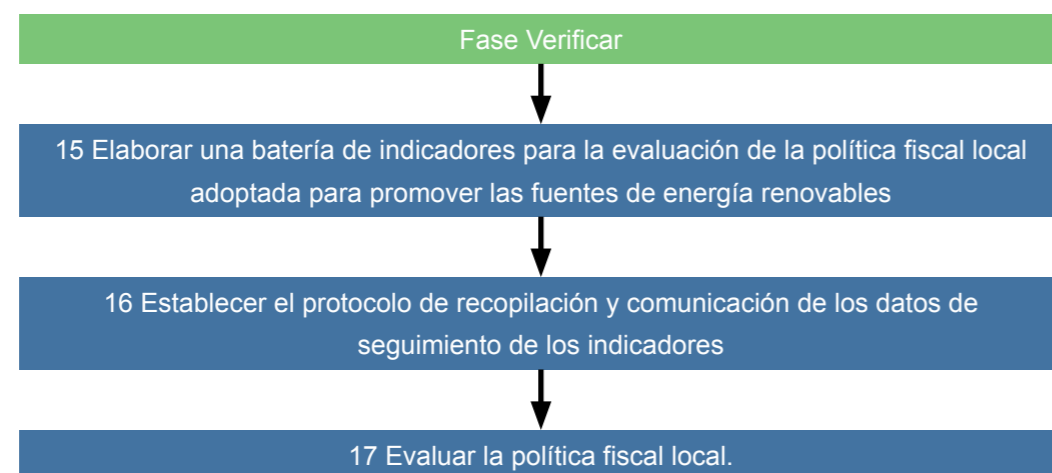 Fase Verificar
15 Elaborar una batería de indicadores para la evaluación de la política fiscal local
adoptada para promover las fuentes de energía renovables
16 Establecer el protocolo de recopilación y comunicación de los datos de
seguimiento de los indicadores
17 Evaluar la política fiscal local.